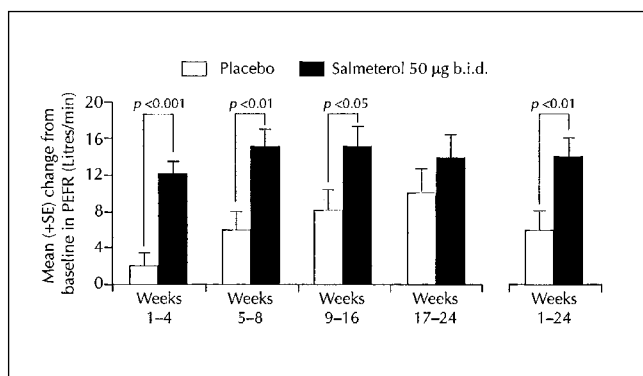 Placebo
Salmeterol 50 µg b.i.d.
Mean (+SE) change from
baseline in PEFR (Litres/min)
20
16
12
8
4
0
p <0.001
p <0.01
p <0.05
p <0.01
Weeks
1–4
Weeks
5–8
Weeks
9–16
Weeks
17–24
Weeks
1–24